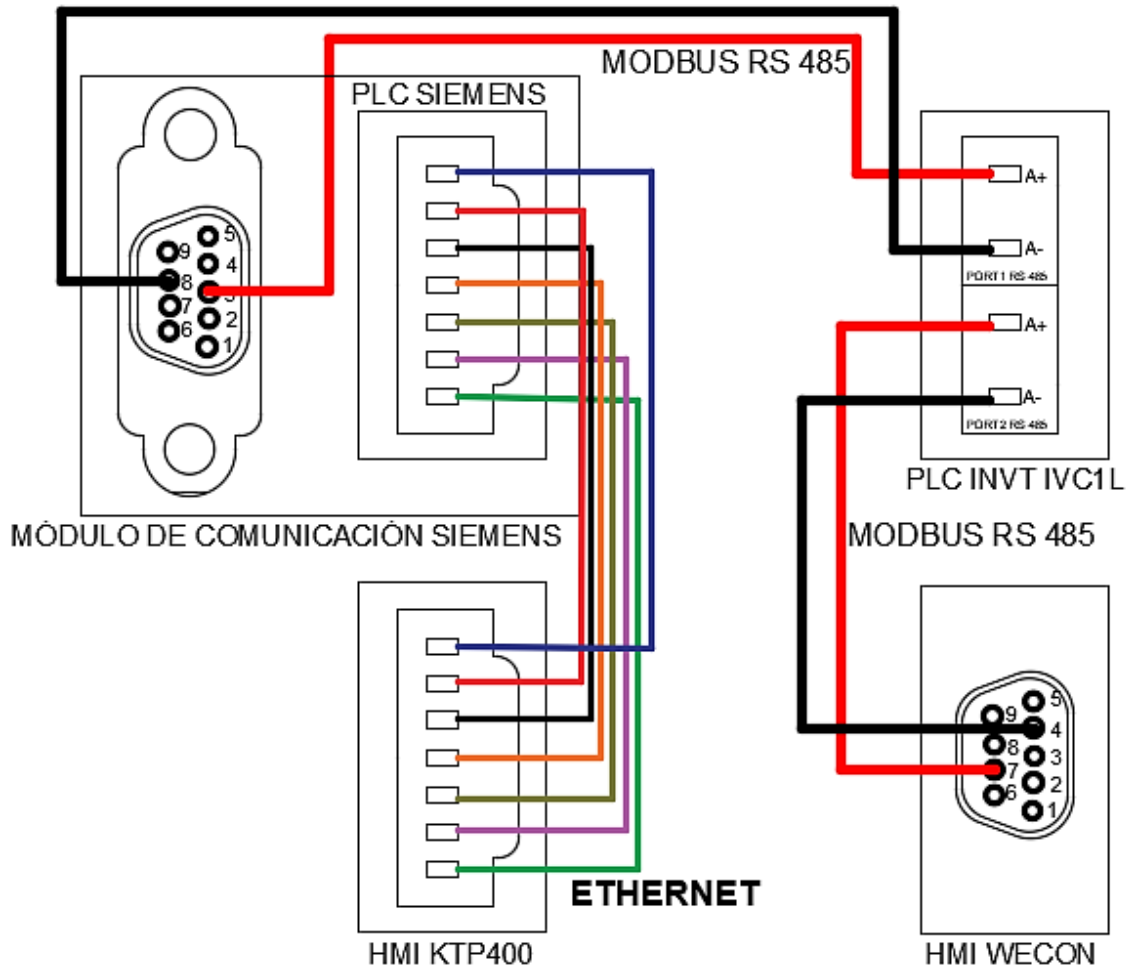 MODBUS RS 485
PLC SIEMENS
5
9
4
8
3
7
2
6
1
A+
A-
PORT1 RS 485
A+
A-
PORT2 RS 485
PLC INVT IVC1L
MÓDULO DE COMUNICACIÓN SIEMENS
MODBUS RS 485
5
9
4
8
3
7
2
6
1
ETHERNET
HMI KTP400
HMI WECON